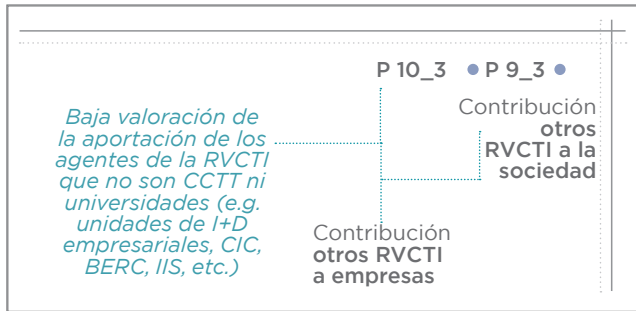 P 10_3 • P 9_3 •
Baja valoración de
la aportación de los
agentes de la RVCTI
que no son CCTT ni
universidades (e.g.
unidades de I+D
empresariales, CIC,
BERC, IIS, etc.)
Contribución
otros
RVCTI a la
sociedad
Contribución
otros RVCTI
a empresas